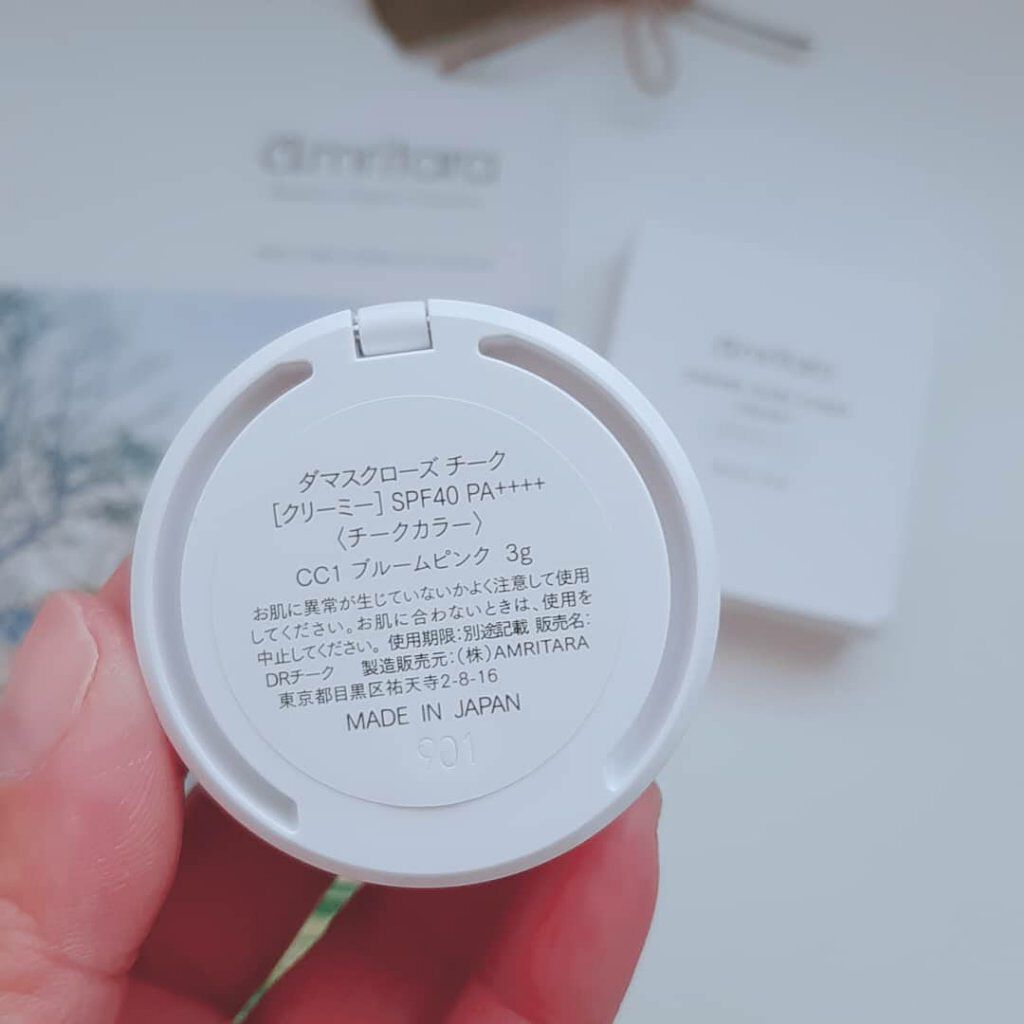 amritara
amritara
ダマスクローズ チーク
[クリーミー] SPF40 PA++++
〈チークカラー〉
CC1 ブルームピンク 3g
お肌に異常が生じていないかよく注意して使用
してください。お肌に合わないときは、使用を
中止してください。使用期限:別途記載 販売名:
DRチーク 製造販売元:(株)AMRITARA
東京都目黒区祐天寺2-8-16
MADE IN JAPAN
901